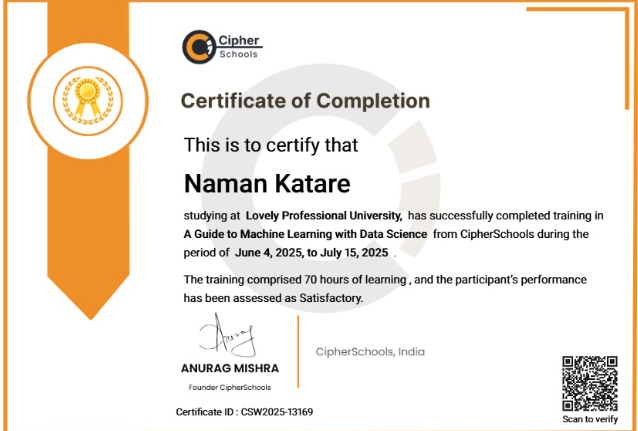 Cipher
Schools
Certificate of Completion
This is to certify that
Naman Katare
studying at Lovely Professional University, has successfully completed training in
A Guide to Machine Learning with Data Science from CipherSchools during the
period of June 4, 2025, to July 15, 2025 .
The training comprised 70 hours of learning , and the participant's performance
has been assessed as Satisfactory.
Anurag
ANURAG MISHRA
Founder CipherSchools
CipherSchools, India
Certificate ID : CSW2025-13169
Scan to verify